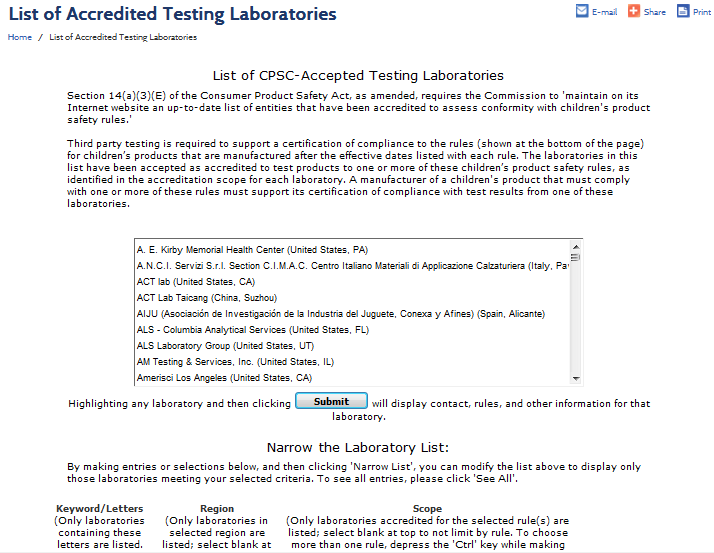 List of Accredited Testing Laboratories
E-mail Share Print
Home / List of Accredited Testing Laboratories
List of CPSC-Accepted Testing Laboratories
Section 14(a)(3)(E) of the Consumer Product Safety Act, as amended, requires the Commission to 'maintain on its
Internet website an up-to-date list of entities that have been accredited to assess conformity with children's product
safety rules.'
Third party testing is required to support a certification of compliance to the rules (shown at the bottom of the page)
for children's products that are manufactured after the effective dates listed with each rule. The laboratories in this
list have been accepted as accredited to test products to one or more of these children's product safety rules, as
identified in the accreditation scope for each laboratory. A manufacturer of a children's product that must comply
with one or more of these rules must support its certification of compliance with test results from one of these
laboratories.
A. E. Kirby Memorial Health Center (United States, PA)
A.N.C.I. Servizi S.r.l. Section C.I.M.A.C. Centro Italiano Materiali di Applicazione Calzaturiera (Italy, Pa
ACT lab (United States, CA)
ACT Lab Taicang (China, Suzhou)
AIJU (Asociación de Investigación de la Industria del Juguete, Conexa y Afines) (Spain, Alicante)
ALS - Columbia Analytical Services (United States, FL)
ALS Laboratory Group (United States, UT)
AM Testing & Services, Inc. (United States, IL)
Amerisci Los Angeles (United States, CA)
Highlighting any laboratory and then clicking Submit will display contact, rules, and other information for that
laboratory.
Narrow the Laboratory List:
By making entries or selections below, and then clicking 'Narrow List', you can modify the list above to display only
those laboratories meeting your selected criteria. To see all entries, please click 'See All'.
Keyword/Letters Region Scope
(Only laboratories (Only laboratories in (Only laboratories accredited for the selected rule(s) are
containing these selected region are listed; select blank at top to not limit by rule. To choose
letters are listed. listed; select blank at more than one rule, depress the 'Ctrl' key while making